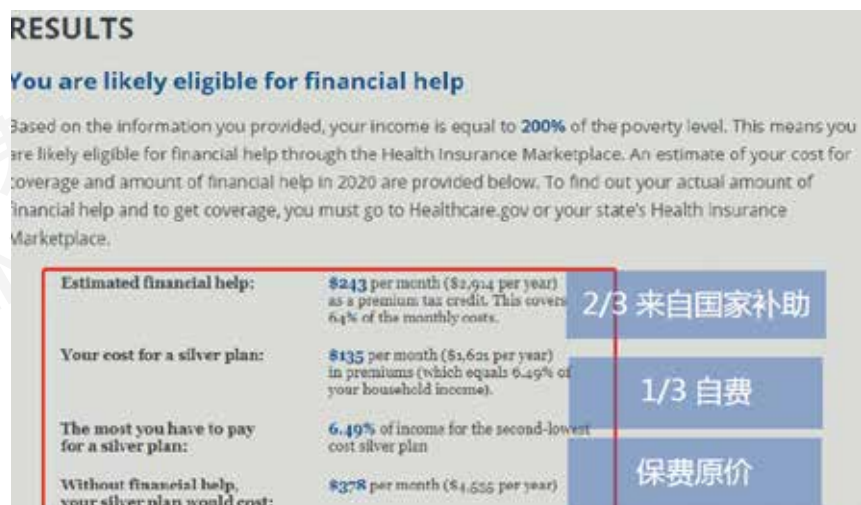 RESULTS
You are likely eligible for financial help
Based on the information you provided, your income is equal to 200% of the poverty level. This means you
are likely eligible for financial help through the Health Insurance Marketplace. An estimate of your cost for
coverage and amount of financial help in 2020 are provided below. To find out your actual amount of
financial help and to get coverage, you must go to Healthcare.gov or your state's Health Insurance
Marketplace.
Estimated financial help:
$243 per month ($2,914 per year)
as a premium tax credit. This covers
64% of the monthly costs.
2/3 来自国家补助
Your cost for a silver plan:
$135 per month ($1,621 per year)
in premiums (which equals 6.49% of
your household income).
1/3 自费
The most you have to pay
for a silver plan:
6.49% of income for the second-lowest
cost silver plan
Without financial help,
your silver plan would cost:
$378 per month ($4,535 per year)
保费原价